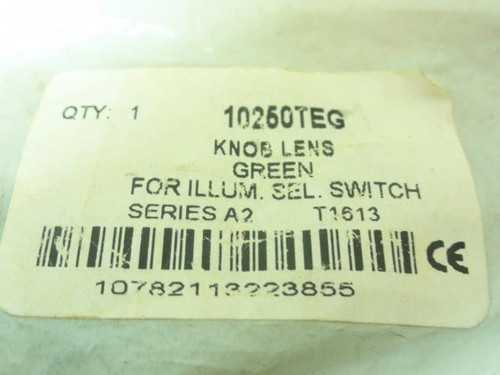 QTY: 1 10250TEG
KNOB LENS
GREEN
FOR ILLUM. SEL. SWITCH
SERIES A2 T1613
CE
10782113223855